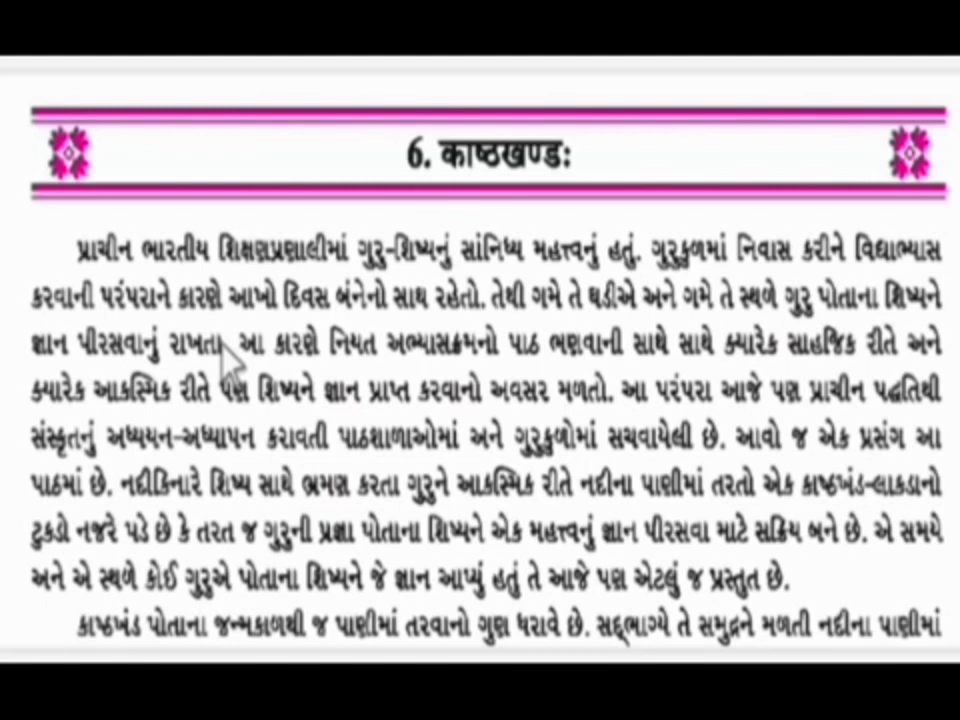 6. काष्ठखण्डः
પ્રાચીન ભારતીય શિક્ષણપ્રણાલીમાં ગુરુ-શિષ્યનું સાંનિધ્ય મહત્ત્વનું હતું. ગુરુકુળમાં નિવાસ કરીને વિદ્યાભ્યાસ
કરવાની પરંપરાને કારણે આખો દિવસ બંનેનો સાથ રહેતો. તેથી ગમે તે ઘડીએ અને ગમે તે સ્થળે ગુરુ પોતાના શિષ્યને
જ્ઞાન પીરસવાનું રાખતા. આ કારણે નિયત અભ્યાસક્રમનો પાઠ ભણવાની સાથે સાથે ક્યારેક સાહજિક રીતે અને
ક્યારેક આકસ્મિક રીતે પણ શિષ્યને જ્ઞાન પ્રાપ્ત કરવાનો અવસર મળતો. આ પરંપરા આજે પણ પ્રાચીન પદ્ધતિથી
સંસ્કૃતનું અધ્યયન-અધ્યાપન કરાવતી પાઠશાળાઓમાં અને ગુરુકુળોમાં સચવાયેલી છે. આવો જ એક પ્રસંગ આ
પાઠમાં છે. નદીકિનારે શિષ્ય સાથે ભ્રમણ કરતા ગુરુને આકસ્મિક રીતે નદીના પાણીમાં તરતો એક કાષ્ઠખંડ-લાકડાનો
ટુકડો નજરે પડે છે કે તરત જ ગુરુની પ્રજ્ઞા પોતાના શિષ્યને એક મહત્ત્વનું જ્ઞાન પીરસવા માટે સક્રિય બને છે. એ સમયે
અને એ સ્થળે કોઈ ગુરુએ પોતાના શિષ્યને જે જ્ઞાન આપ્યું હતું તે આજે પણ એટલું જ પ્રસ્તુત છે.
કાષ્ઠખંડ પોતાના જન્મકાળથી જ પાણીમાં તરવાનો ગુણ ધરાવે છે. સદ્ભાગ્યે તે સમુદ્રને મળતી નદીના પાણીમાં